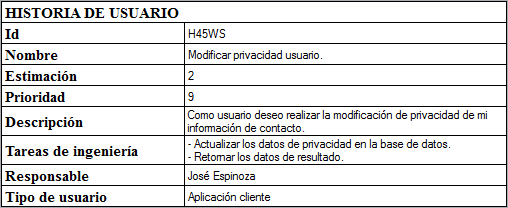 HISTORIA DE USUARIO
Id H45WS
Nombre Modificar privacidad usuario.
Estimación 2
Prioridad 9
Descripción Como usuario deseo realizar la modificación de privacidad de mi
información de contacto.
Tareas de ingeniería - Actualizar los datos de privacidad en la base de datos.
- Retornar los datos de resultado.
Responsable José Espinoza
Tipo de usuario Aplicación cliente